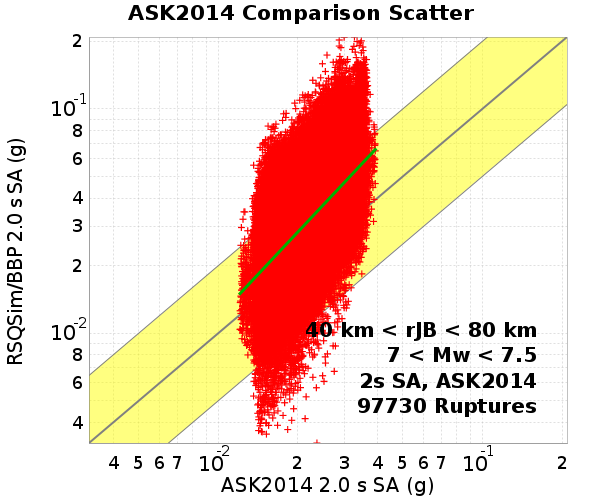 ASK2014 Comparison Scatter
RSQSim/BBP 2.0 s SA (g)
2
10-1
8
6
4
3
2
10-2
8
6
4
40 km < rJB < 80 km
7 < Mw < 7.5
2s SA, ASK2014
97730 Ruptures
4 5 6 7 10-2 2 3 4 5 6 7 10-1 2
ASK2014 2.0 s SA (g)